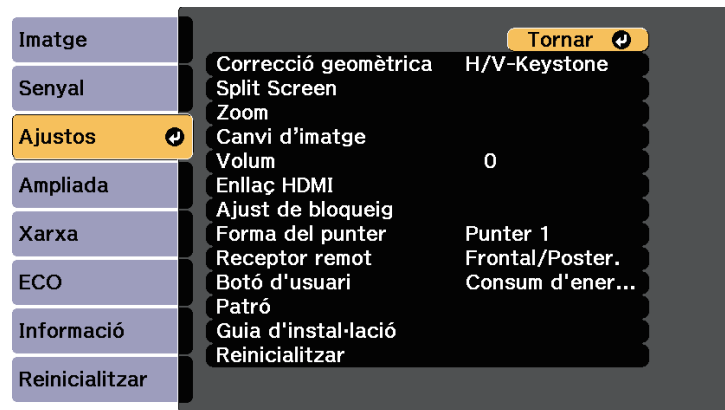 Imatge
Senyal
Ajustos
Ampliada
Xarxa
ECO
Informació
Reinicialitzar
Tornar
Correcció geomètrica H/V-Keystone
Split Screen
Zoom
Canvi d'imatge
Volum 0
Enllaç HDMI
Ajust de bloqueig
Forma del punter Punter 1
Receptor remot Frontal/Poster.
Botó d'usuari Consum d'ener...
Patró
Guia d'instal·lació
Reinicialitzar